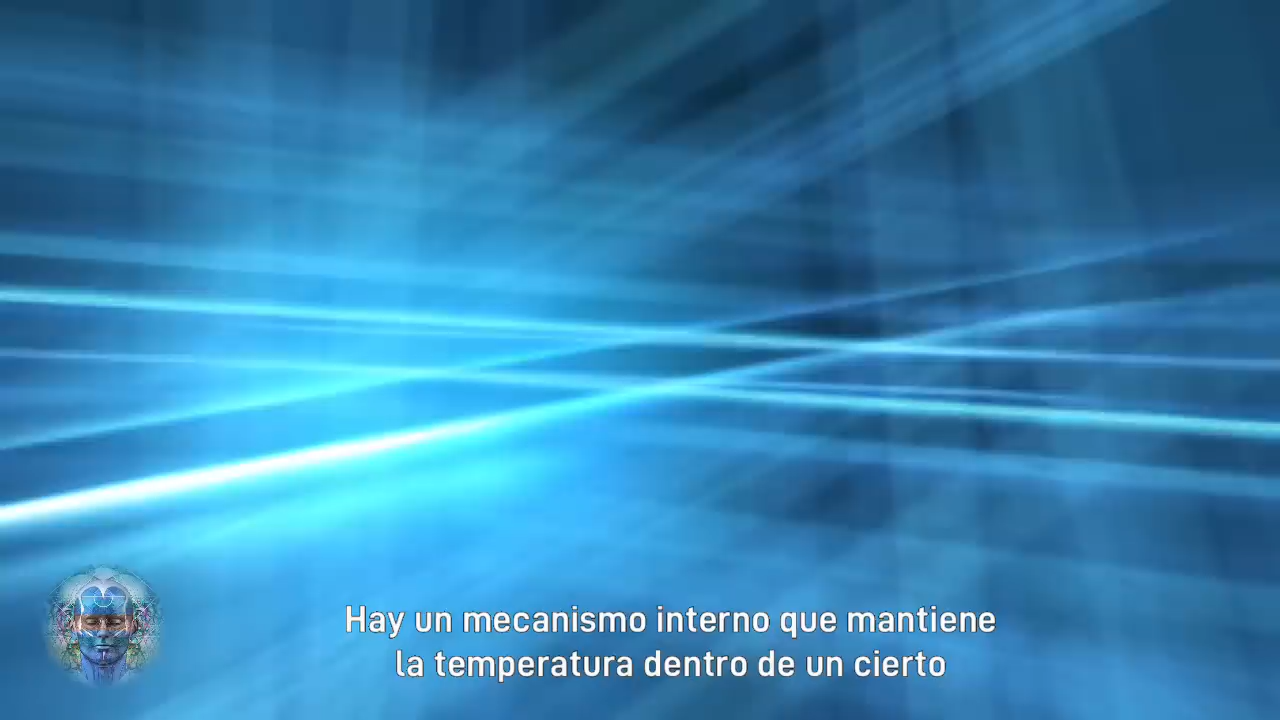 Hay un mecanismo interno que mantiene
la temperatura dentro de un cierto